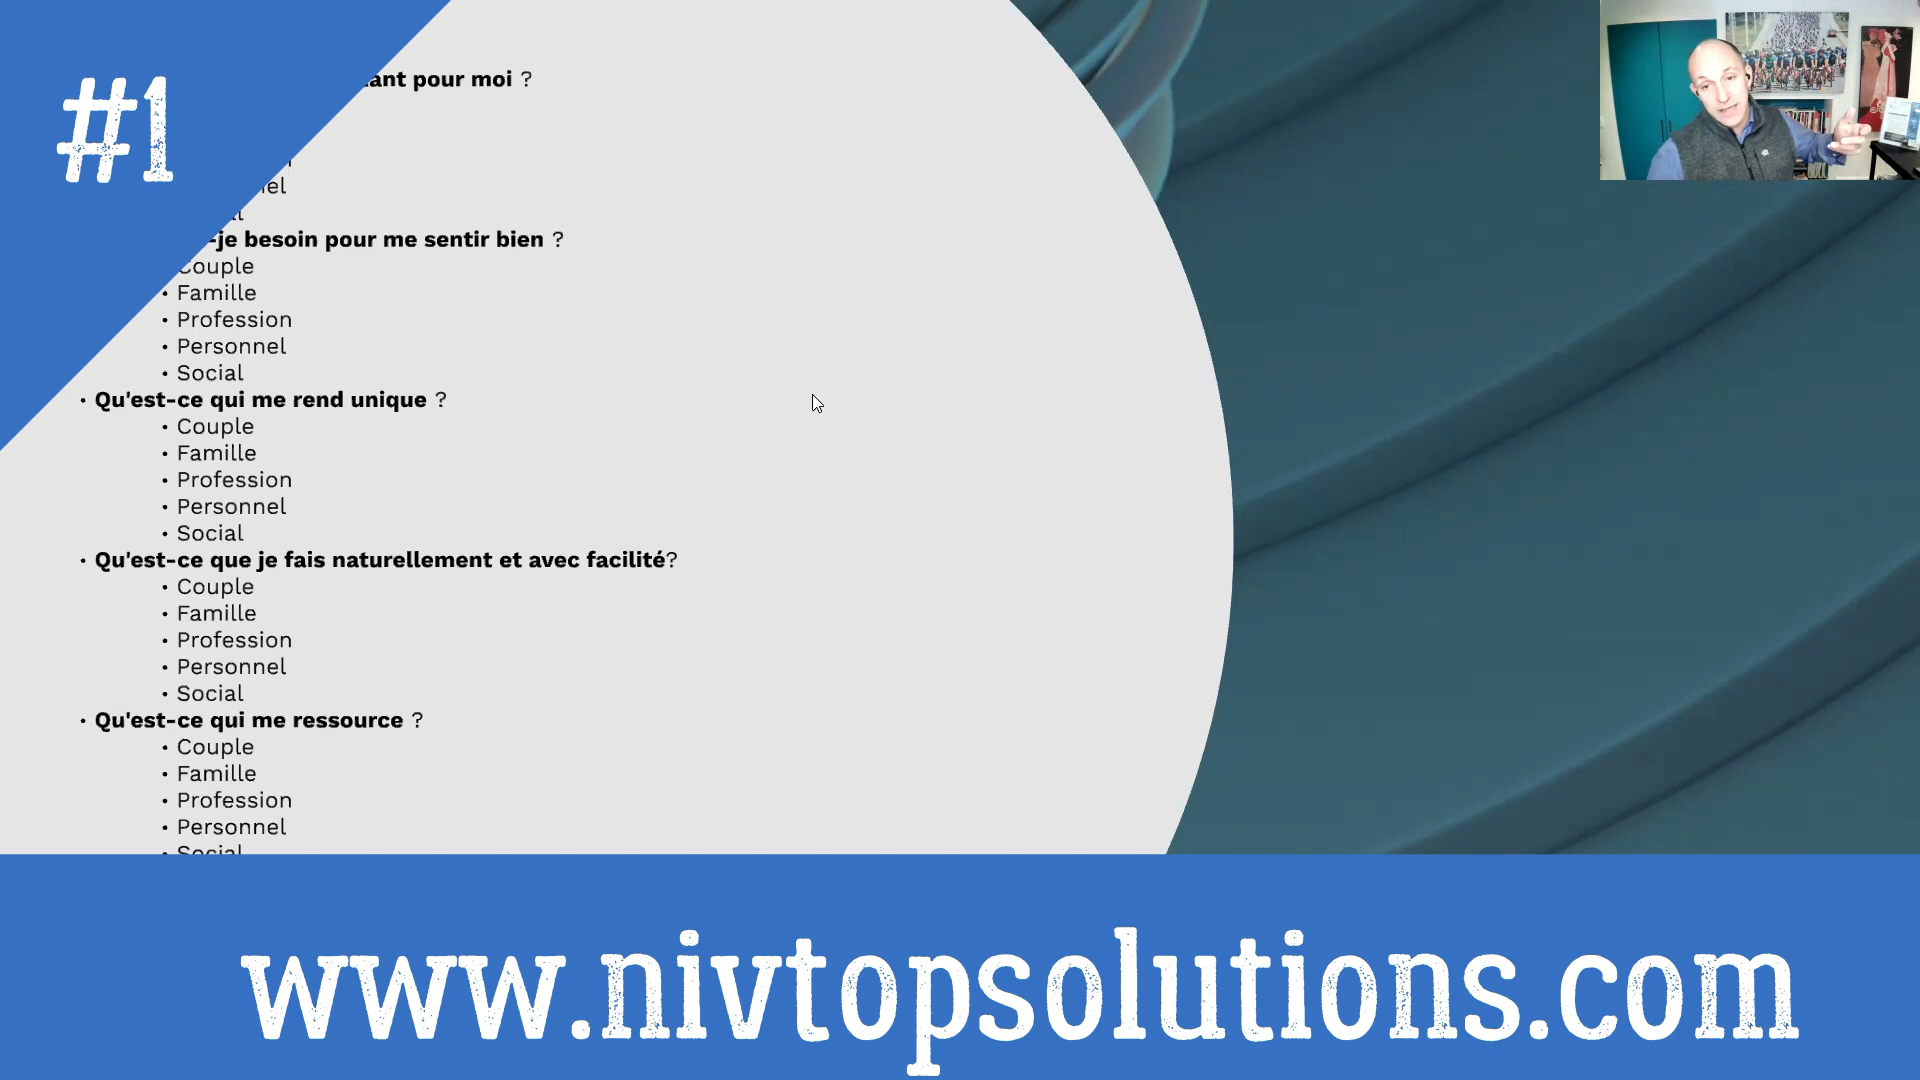 #1
pour moi ?
-je besoin pour me sentir bien ?
Couple
• Famille
• Profession
• Personnel
• Social
• Qu'est-ce qui me rend unique ?
• Couple
• Famille
• Profession
• Personnel
• Social
• Qu'est-ce que je fais naturellement et avec facilité?
• Couple
• Famille
• Profession
• Personnel
• Social
• Qu'est-ce qui me ressource ?
• Couple
• Famille
• Profession
• Personnel
• Social
www.nivtopsolutions.com